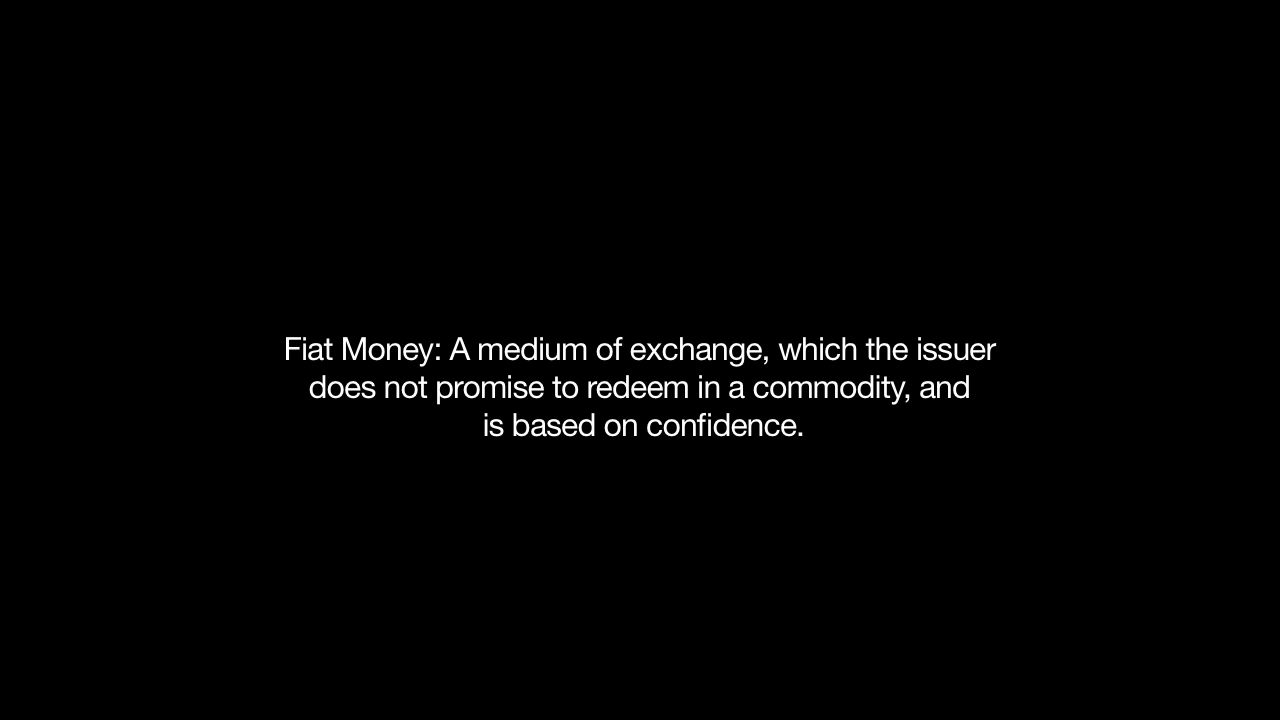 Fiat Money: A medium of exchange, which the issuer
does not promise to redeem in a commodity, and
is based on confidence.